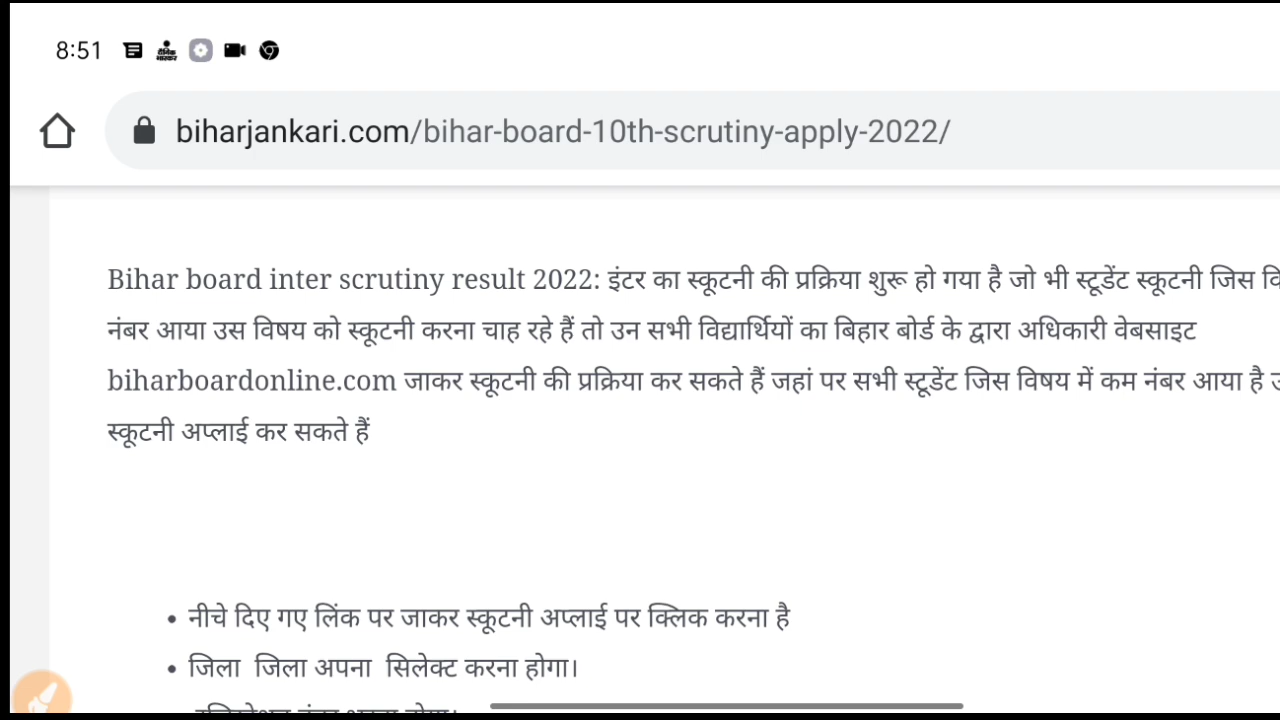 8:51
biharjankari.com/bihar-board-10th-scrutiny-apply-2022/
Bihar board inter scrutiny result 2022: इंटर का स्कूटनी की प्रक्रिया शुरू हो गया है जो भी स्टूडेंट स्कूटनी जिस
नंबर आया उस विषय को स्कूटनी करना चाह रहे हैं तो उन सभी विद्यार्थियों का बिहार बोर्ड के द्वारा अधिकारी वेबसाइट
biharboardonline.com जाकर स्कूटनी की प्रक्रिया कर सकते हैं जहां पर सभी स्टूडेंट जिस विषय में कम नंबर आया है
स्कूटनी अप्लाई कर सकते हैं
• नीचे दिए गए लिंक पर जाकर स्कूटनी अप्लाई पर क्लिक करना है
• जिला जिला अपना सिलेक्ट करना होगा।